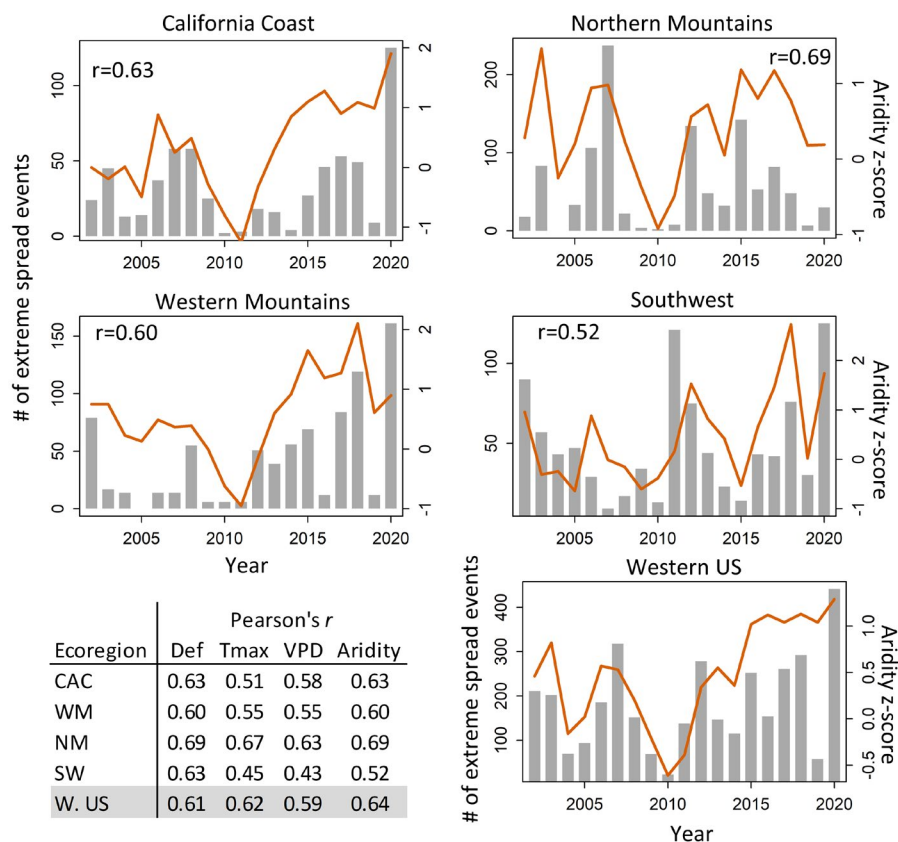 California Coast
r=0.63
100
50
0
2
1
0
-1
2005 2010 2015 2020
Northern Mountains
r=0.69
200
100
0
1
0
-1
2005 2010 2015 2020
Aridity z-score
# of extreme spread events
Western Mountains
r=0.60
150
100
50
0
2
1
0
-1
2005 2010 2015 2020
Year
Southwest
r=0.52
100
50
2
1
0
-1
2005 2010 2015 2020
Aridity z-score
Western US
# of extreme spread events
400
300
200
100
1.0
0.5
0.0
-0.5
Aridity z-score
2005 2010 2015 2020
Year
Pearson's r
Ecoregion Def Tmax VPD Aridity
CAC 0.63 0.51 0.58 0.63
WM 0.60 0.55 0.55 0.60
NM 0.69 0.67 0.63 0.69
SW 0.63 0.45 0.43 0.52
W. US 0.61 0.62 0.59 0.64